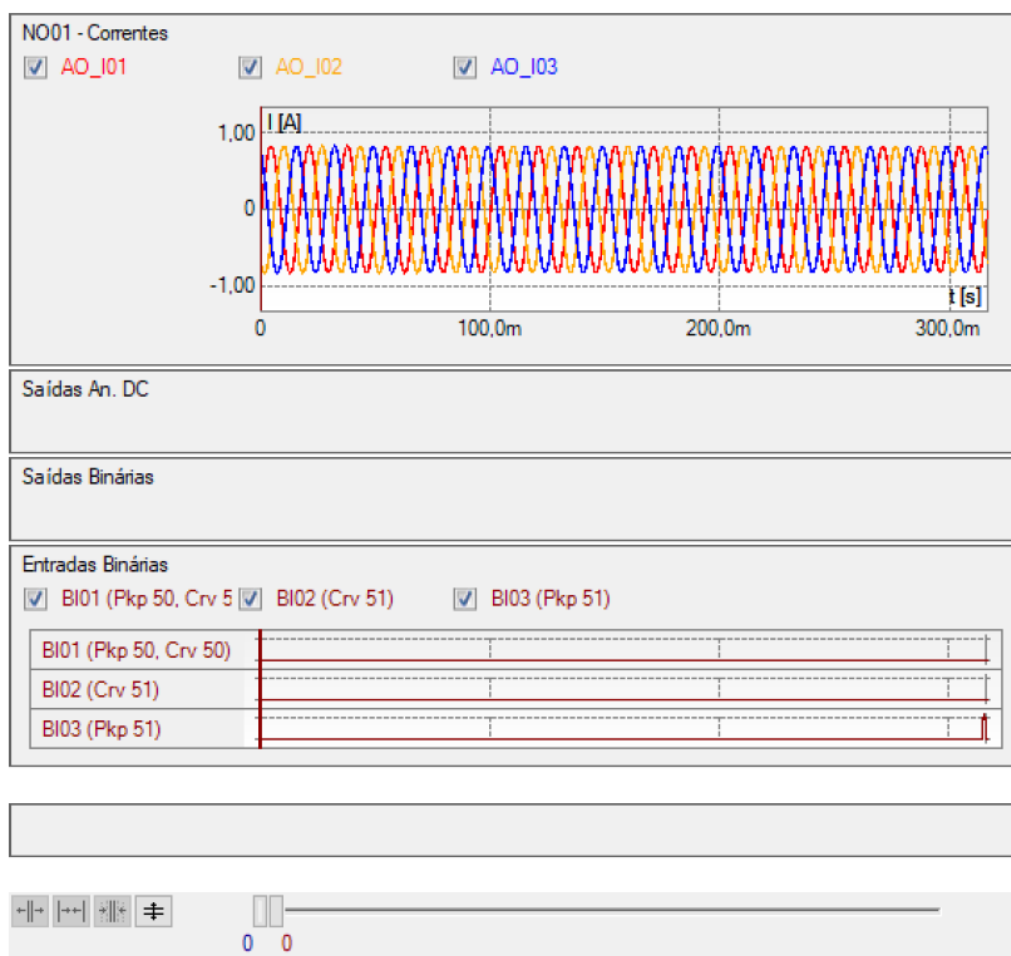 NO01 - Correntes
AO_I01 AO_I02 AO_I03
I [A]
1,00
0
-1,00
t [s]
0 100,0m 200,0m 300,0m
Saídas An. DC
Saídas Binárias
Entradas Binárias
BI01 (Pkp 50, Crv 5 BI02 (Crv 51) BI03 (Pkp 51)
BI01 (Pkp 50, Crv 50)
BI02 (Crv 51)
BI03 (Pkp 51)
0 0